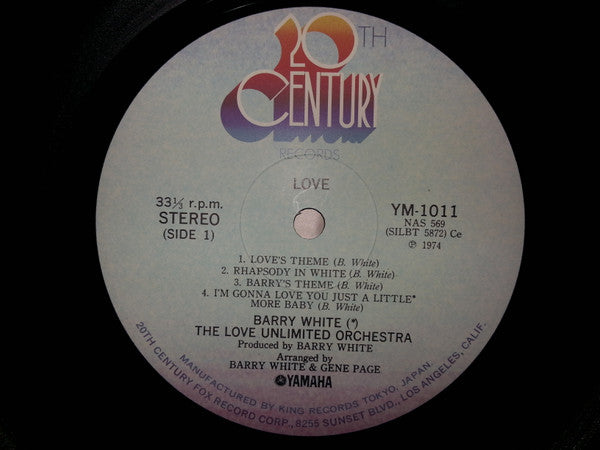 20TH
CENTURY
RECORDS
LOVE
33⅓ r.p.m.
STEREO
(SIDE 1)
YM-1011
NAS 569
(SILBT 5872) Ce
℗ 1974
1. LOVE'S THEME (B. White)
2. RHAPSODY IN WHITE (B. White)
3. BARRY'S THEME (B. White)
4. I'M GONNA LOVE YOU JUST A LITTLE*
MORE BABY (B. White)
BARRY WHITE (*)
THE LOVE UNLIMITED ORCHESTRA
Produced by BARRY WHITE
Arranged by
BARRY WHITE & GENE PAGE
YAMAHA
MANUFACTURED BY KING RECORDS TOKYO, JAPAN.
20TH CENTURY FOX RECORD CORP., 8255 SUNSET BLVD., LOS ANGELES, CALIF.